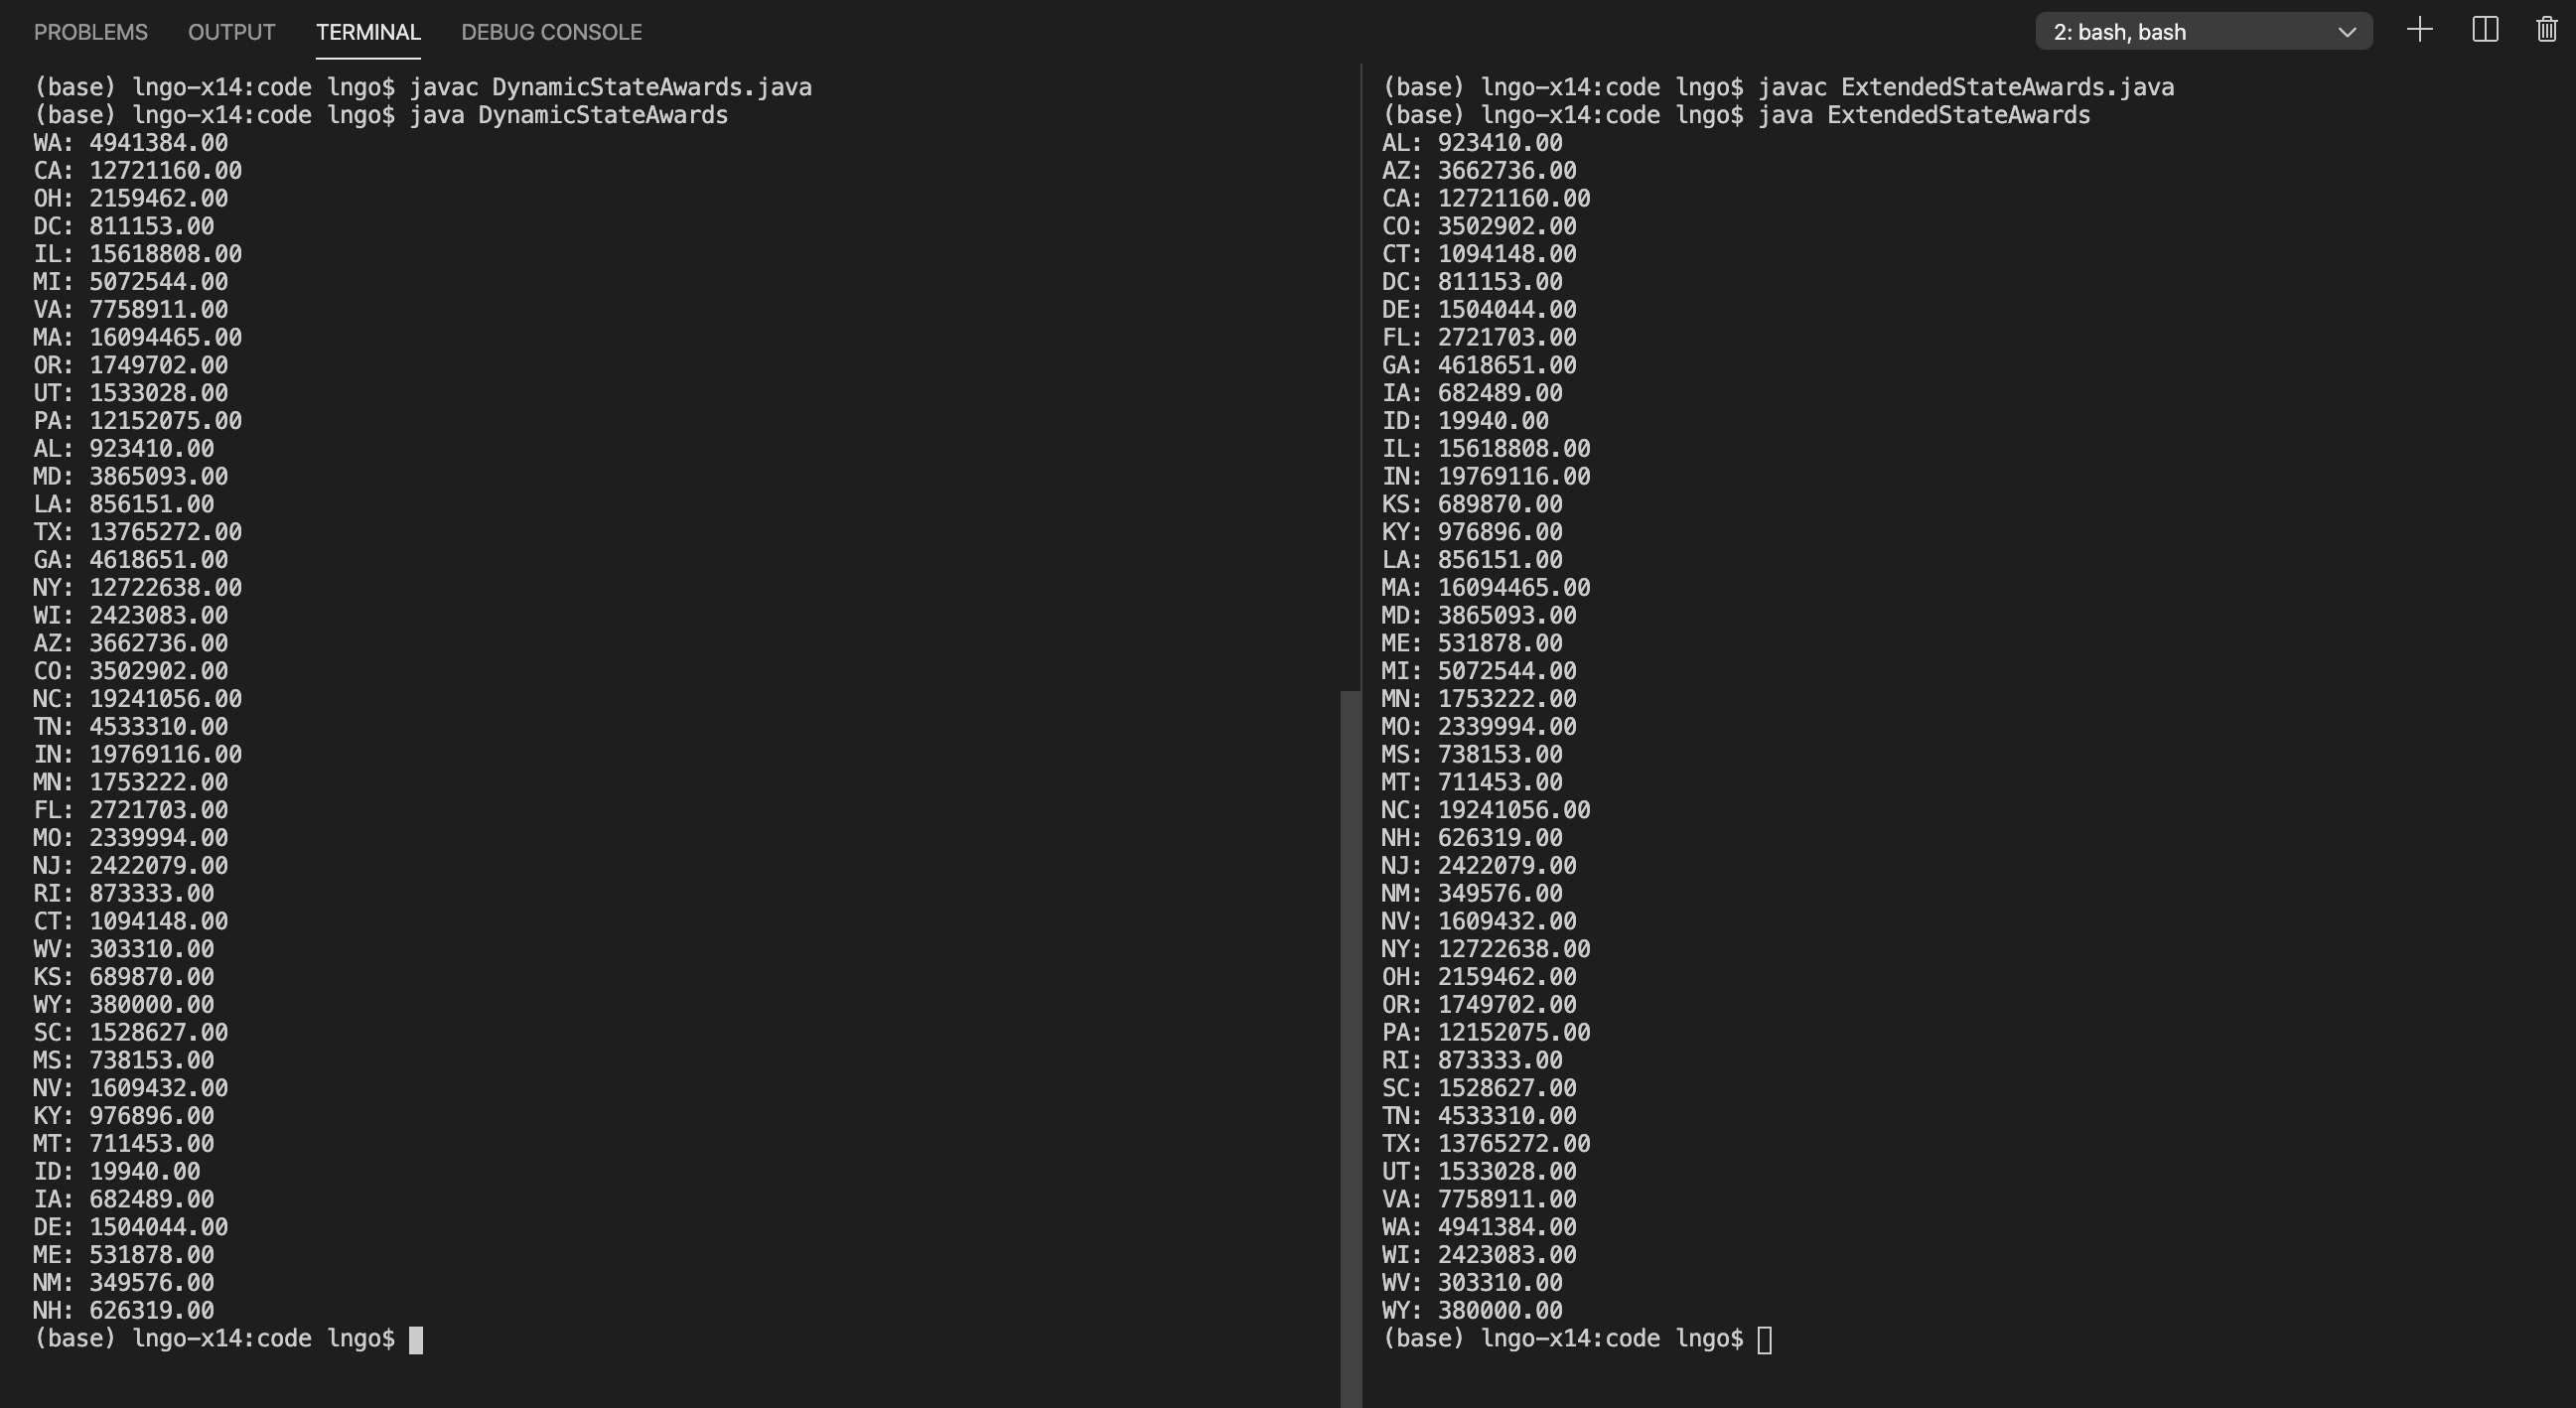 PROBLEMS OUTPUT TERMINAL DEBUG CONSOLE
2: bash, bash
(base) lngo-x14:code lngo$ javac DynamicStateAwards.java
(base) lngo-x14:code lngo$ java DynamicStateAwards
WA: 4941384.00
CA: 12721160.00
OH: 2159462.00
DC: 811153.00
IL: 15618808.00
MI: 5072544.00
VA: 7758911.00
MA: 16094465.00
OR: 1749702.00
UT: 1533028.00
PA: 12152075.00
AL: 923410.00
MD: 3865093.00
LA: 856151.00
TX: 13765272.00
GA: 4618651.00
NY: 12722638.00
WI: 2423083.00
AZ: 3662736.00
CO: 3502902.00
NC: 19241056.00
TN: 4533310.00
IN: 19769116.00
MN: 1753222.00
FL: 2721703.00
MO: 2339994.00
NJ: 2422079.00
RI: 873333.00
CT: 1094148.00
WV: 303310.00
KS: 689870.00
WY: 380000.00
SC: 1528627.00
MS: 738153.00
NV: 1609432.00
KY: 976896.00
MT: 711453.00
ID: 19940.00
IA: 682489.00
DE: 1504044.00
ME: 531878.00
NM: 349576.00
NH: 626319.00
(base) lngo-x14:code lngo$
(base) lngo-x14:code lngo$ javac ExtendedStateAwards.java
(base) lngo-x14:code lngo$ java ExtendedStateAwards
AL: 923410.00
AZ: 3662736.00
CA: 12721160.00
CO: 3502902.00
CT: 1094148.00
DC: 811153.00
DE: 1504044.00
FL: 2721703.00
GA: 4618651.00
IA: 682489.00
ID: 19940.00
IL: 15618808.00
IN: 19769116.00
KS: 689870.00
KY: 976896.00
LA: 856151.00
MA: 16094465.00
MD: 3865093.00
ME: 531878.00
MI: 5072544.00
MN: 1753222.00
MO: 2339994.00
MS: 738153.00
MT: 711453.00
NC: 19241056.00
NH: 626319.00
NJ: 2422079.00
NM: 349576.00
NV: 1609432.00
NY: 12722638.00
OH: 2159462.00
OR: 1749702.00
PA: 12152075.00
RI: 873333.00
SC: 1528627.00
TN: 4533310.00
TX: 13765272.00
UT: 1533028.00
VA: 7758911.00
WA: 4941384.00
WI: 2423083.00
WV: 303310.00
WY: 380000.00
(base) lngo-x14:code lngo$